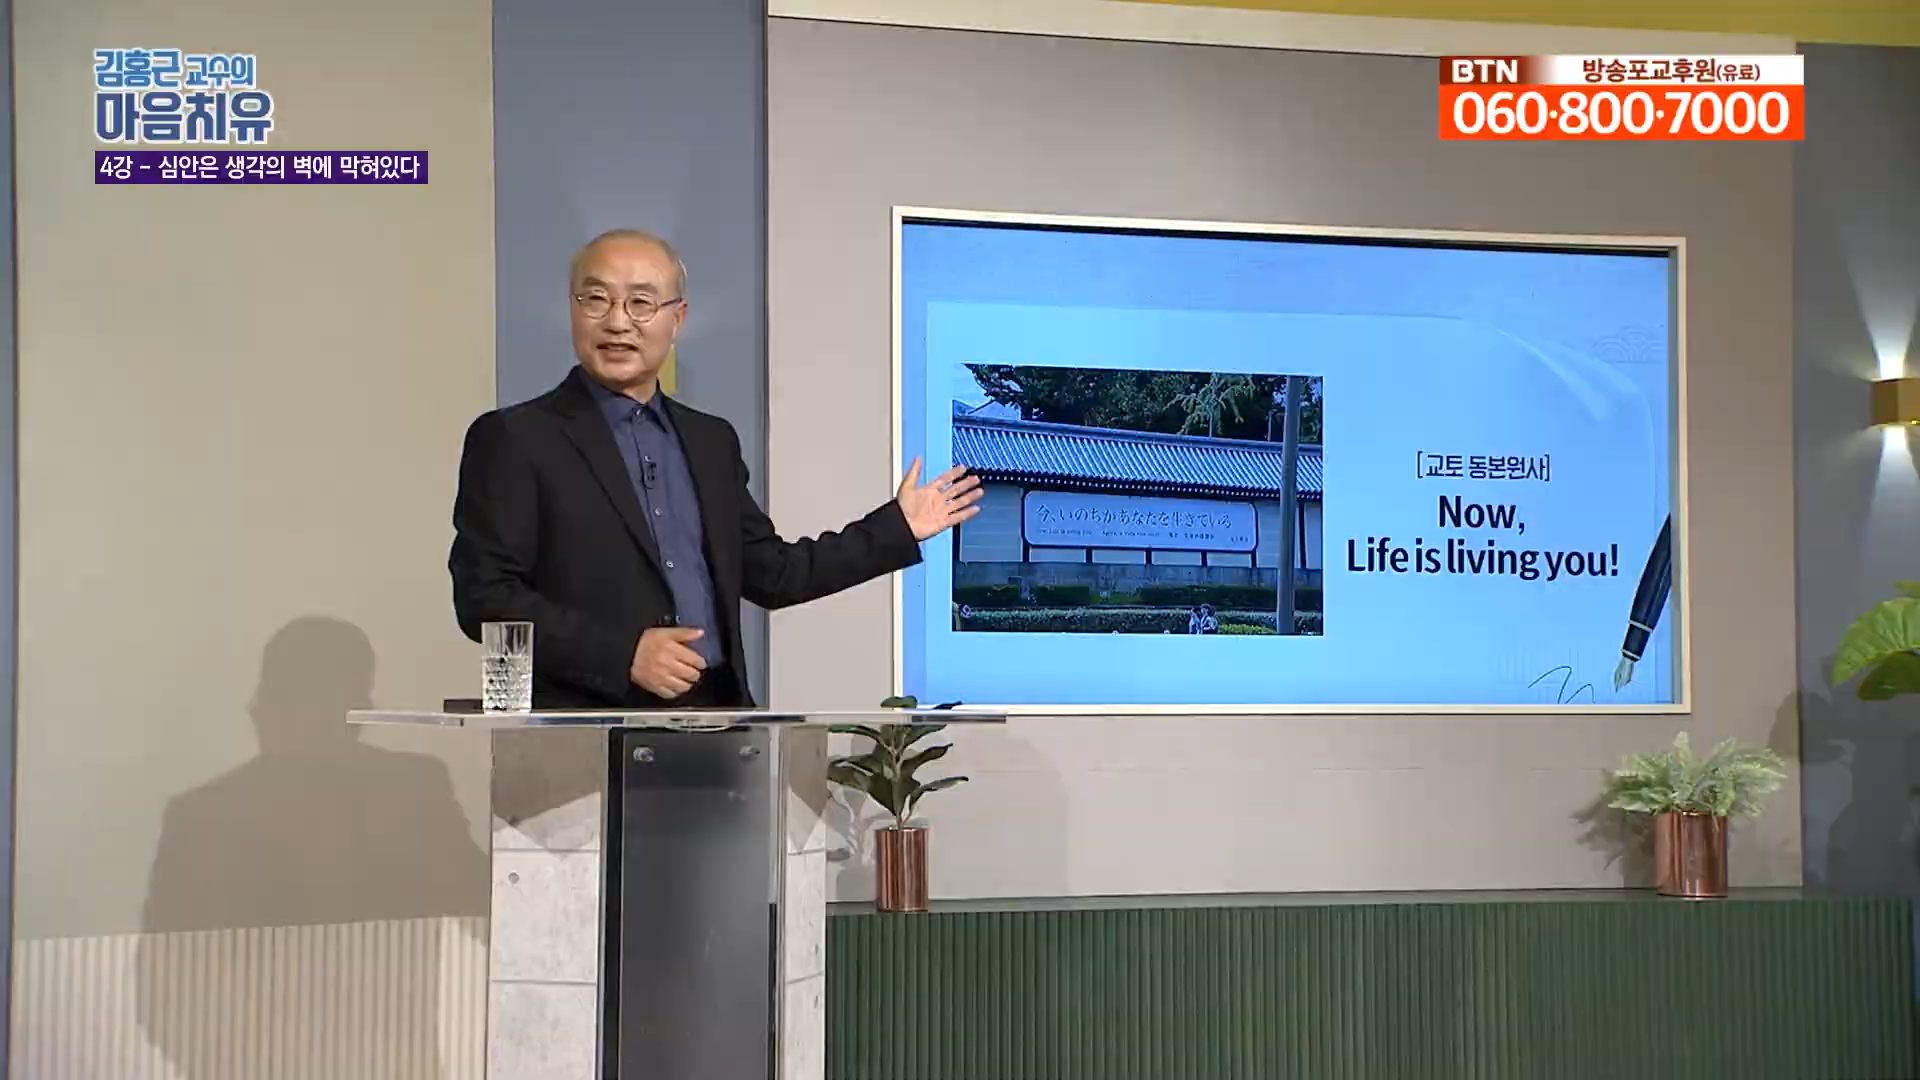 김홍근 교수의
마음치유
4강 - 심안은 생각의 벽에 막혀있다
BTN 방송포교후원(유료)
060·800·7000
今、いのちがあなたを生きている
[교토 동본원사]
Now,
Life is living you!